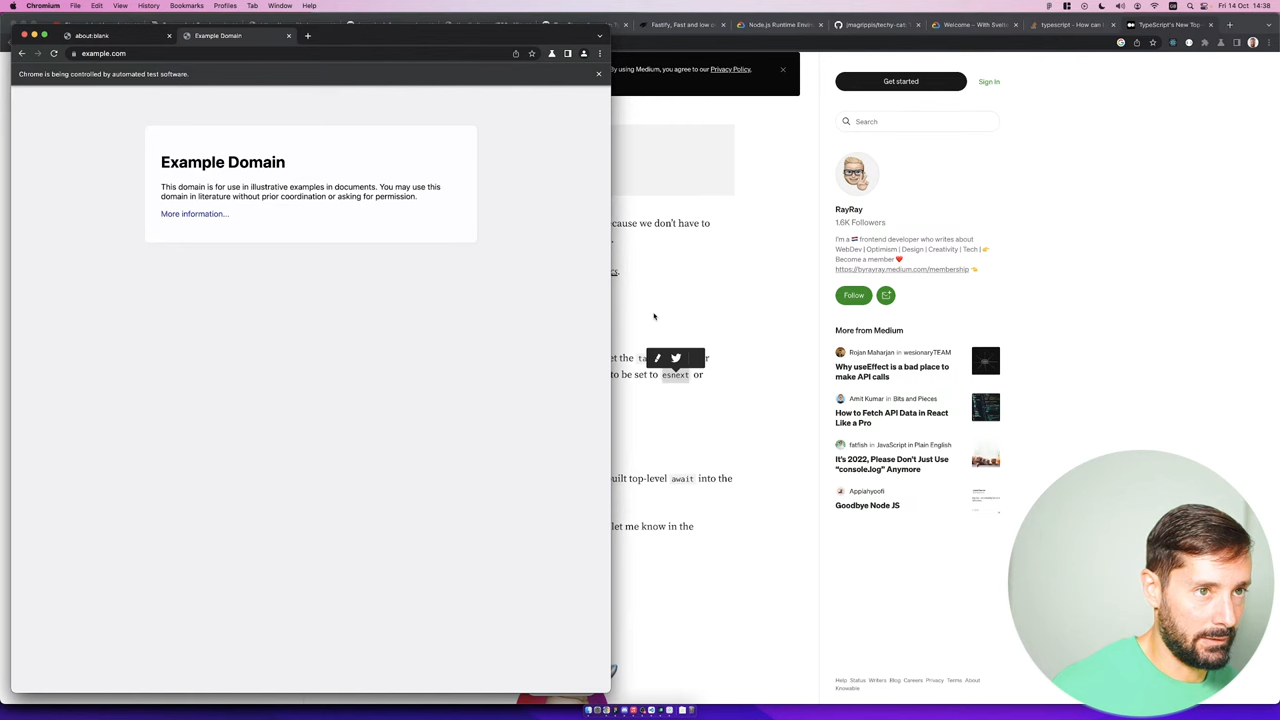 Chromium File Edit View History Bookmarks Profiles Tab Window Help
Fri 14 Oct 14:38
about:blank
Example Domain
Fastify, Fast and low
Node.js Runtime Envir
jmagrippis/techy-cat:
Welcome – With Svelt
typescript - How can
TypeScript's New Top-
example.com
Chrome is being controlled by automated test software.
y using Medium, you agree to our Privacy Policy.
Get started
Sign In
Search
Example Domain
This domain is for use in illustrative examples in documents. You may use this
domain in literature without prior coordination or asking for permission.
More information...
cause we don't have to
RayRay
1.6K Followers
I'm a frontend developer who writes about
WebDev | Optimism | Design | Creativity | Tech |
Become a member
https://byrayray.medium.com/membership
Follow
More from Medium
Rojan Maharjan in wesionaryTEAM
Why useEffect is a bad place to
make API calls
et the
to be set to esnext or
Amit Kumar in Bits and Pieces
How to Fetch API Data in React
Like a Pro
fatfish in JavaScript in Plain English
It's 2022, Please Don't Just Use
"console.log" Anymore
uilt top-level await into the
Appiahyoofi
Goodbye Node JS
let me know in the
Help Status Writers Blog Careers Privacy Terms About
Knowable